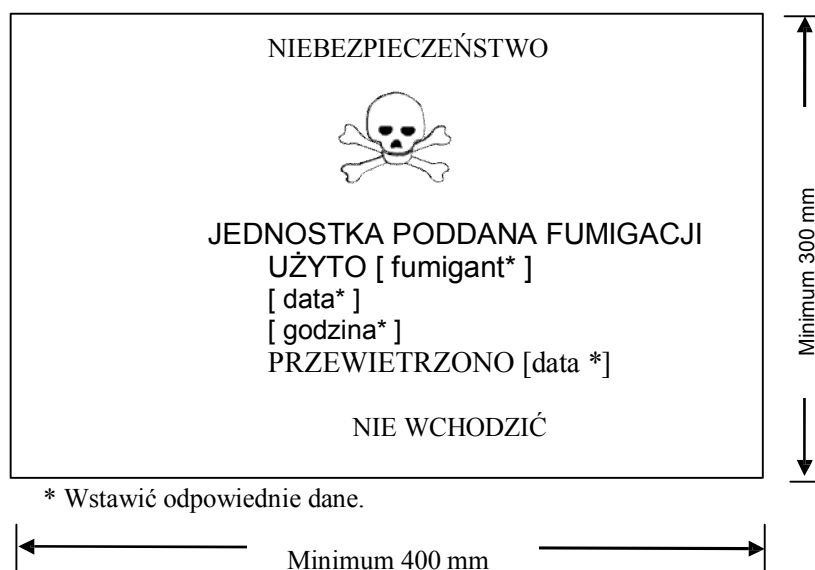 NIEBEZPIECZEŃSTWO
JEDNOSTKA PODDANA FUMIGACJI
UŻYTO [ fumigant* ]
[ data* ]
[ godzina* ]
PRZEWIETRZONO [data *]
NIE WCHODZIĆ
Minimum 300 mm
* Wstawić odpowiednie dane.
Minimum 400 mm